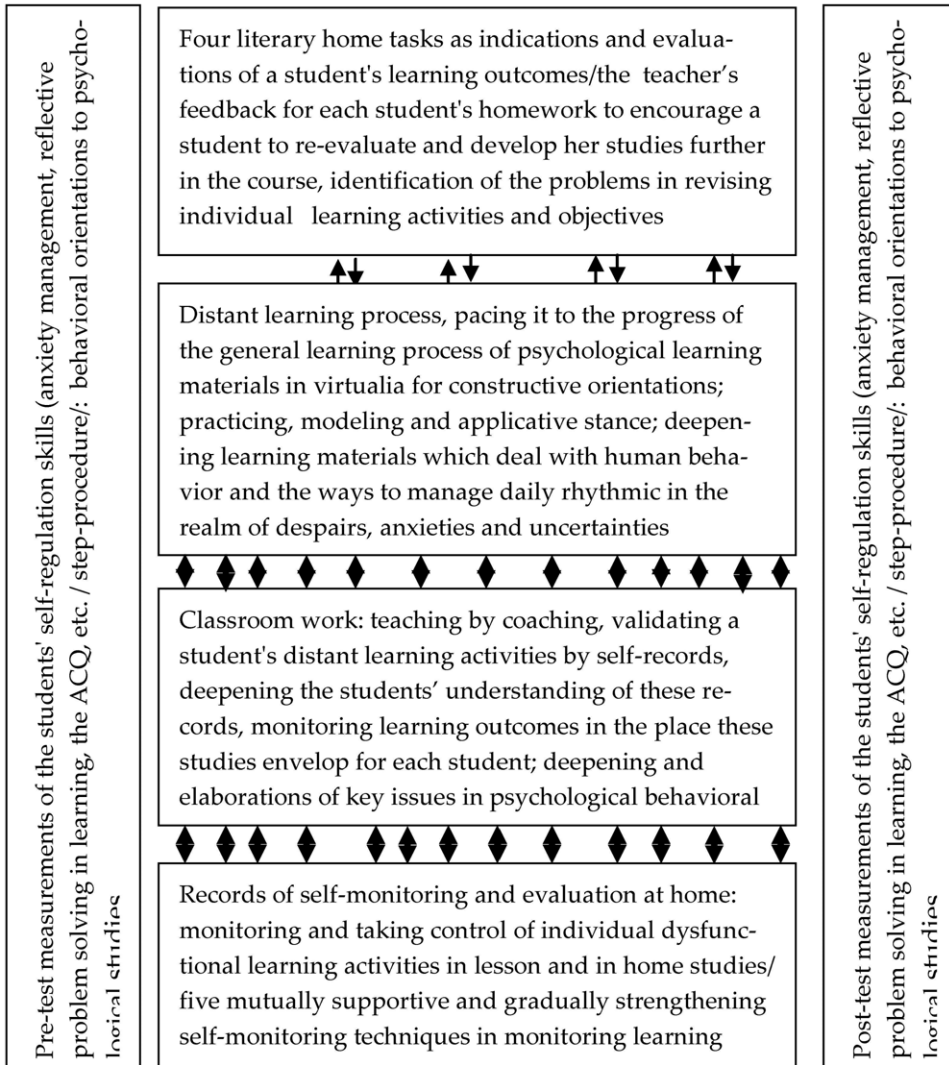 Pre-test measurements of the students' self-regulation skills (anxiety management, reflective
problem solving in learning, the ACQ, etc. / step-procedure/: behavioral orientations to psycho-
logical studies
Four literary home tasks as indications and evalua-
tions of a student's learning outcomes/the teacher’s
feedback for each student's homework to encourage a
student to re-evaluate and develop her studies further
in the course, identification of the problems in revising
individual learning activities and objectives
Distant learning process, pacing it to the progress of
the general learning process of psychological learning
materials in virtualia for constructive orientations;
practicing, modeling and applicative stance; deepen-
ing learning materials which deal with human beha-
vior and the ways to manage daily rhythmic in the
realm of despairs, anxieties and uncertainties
Classroom work: teaching by coaching, validating a
student's distant learning activities by self-records,
deepening the students’ understanding of these re-
cords, monitoring learning outcomes in the place these
studies envelop for each student; deepening and
elaborations of key issues in psychological behavioral
Records of self-monitoring and evaluation at home:
monitoring and taking control of individual dysfunc-
tional learning activities in lesson and in home studies/
five mutually supportive and gradually strengthening
self-monitoring techniques in monitoring learning
Post-test measurements of the students' self-regulation skills (anxiety management, reflective
problem solving in learning, the ACQ, etc. / step-procedure/: behavioral orientations to psycho-
logical studies